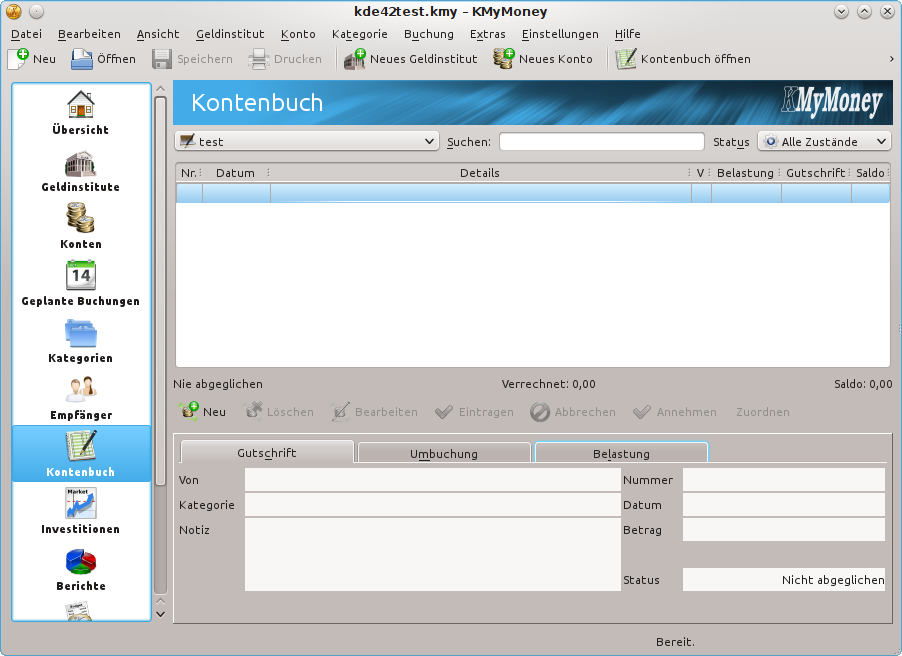 kde42test.kmy – KMyMoney
Datei Bearbeiten Ansicht Geldinstitut Konto Kategorie Buchung Extras Einstellungen Hilfe
Neu Öffnen Speichern Drucken Neues Geldinstitut Neues Konto Kontenbuch öffnen
Übersicht
Geldinstitute
Konten
14
Geplante Buchungen
Kategorien
Empfänger
Kontenbuch
Market
Investitionen
Berichte
Budget
Kontenbuch KMyMoney
test Suchen: Status Alle Zustände
Nr. Datum Details V Belastung Gutschrift Saldo
Nie abgeglichen Verrechnet: 0,00 Saldo: 0,00
Neu Löschen Bearbeiten Eintragen Abbrechen Annehmen Zuordnen
Gutschrift Umbuchung Belastung
Von Nummer
Kategorie Datum
Notiz Betrag
Status Nicht abgeglichen
Bereit.